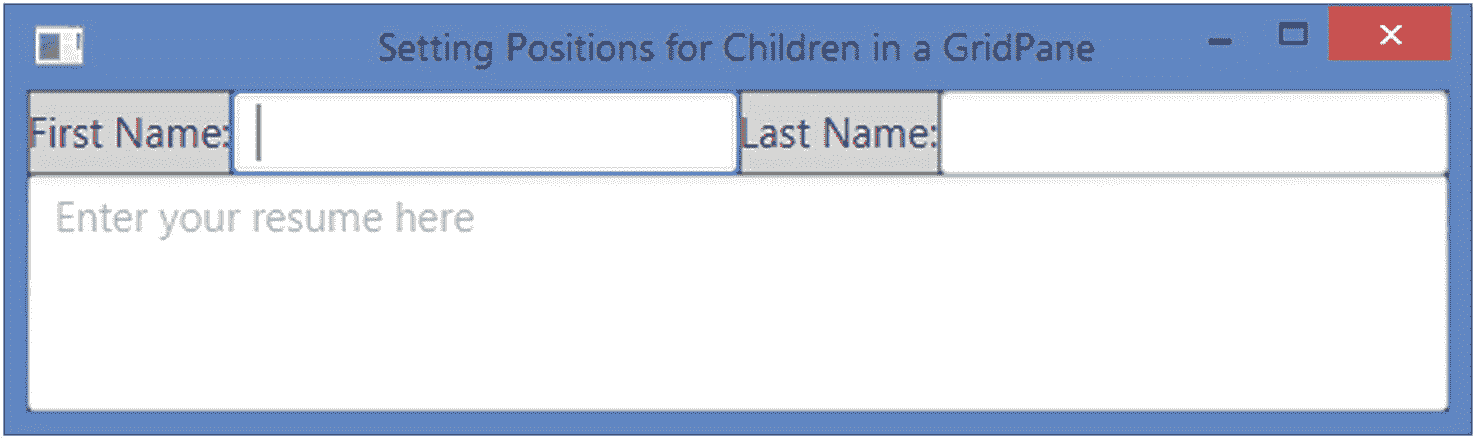 Setting Positions for Children in a GridPane
First Name: Last Name:
Enter your resume here